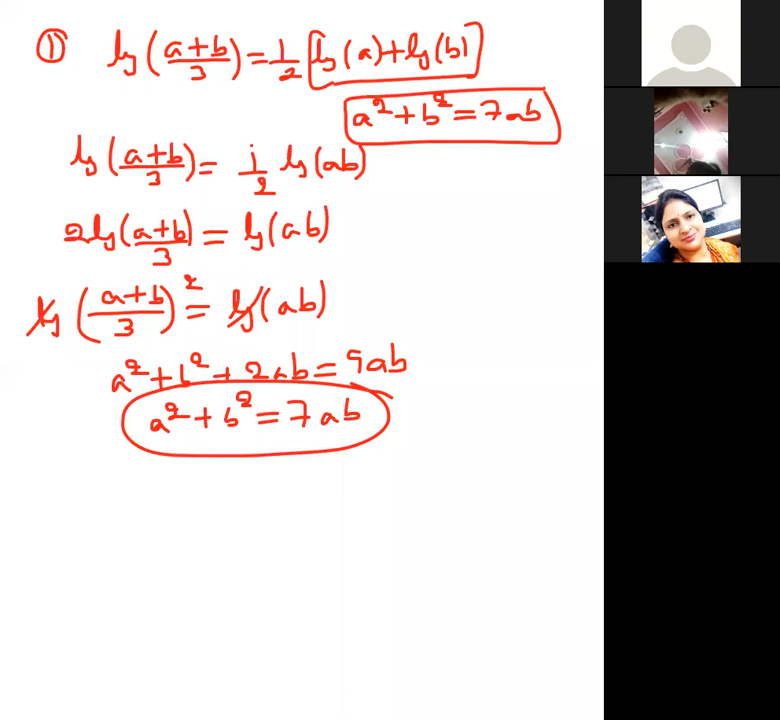 ① log(a+b/3) = 1/2 [log(a)+log(b)]
a²+b² = 7ab
log(a+b/3) = 1/2 log(ab)
2log(a+b/3) = log(ab)
log(a+b/3)² = log(ab)
a²+b²+2ab = 9ab
a²+b² = 7ab